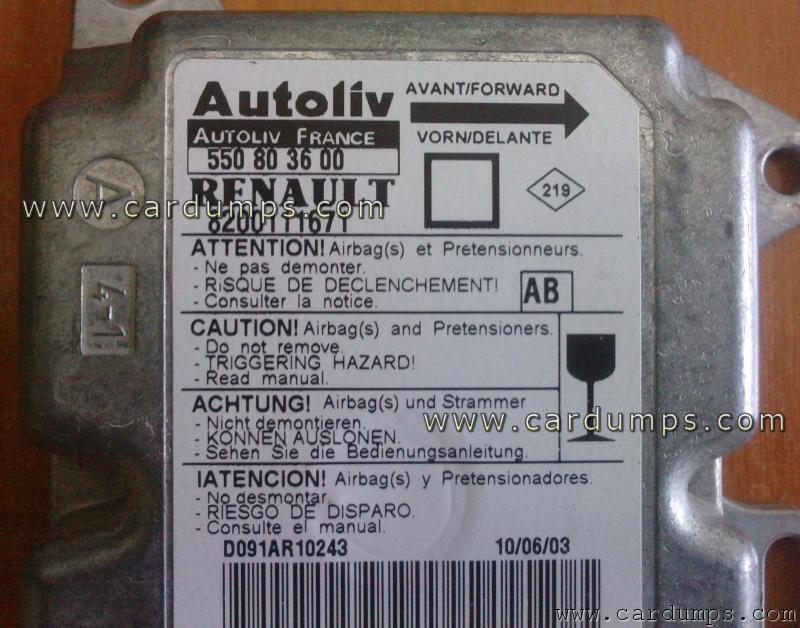 Autoliv
AUTOLIV FRANCE
550 80 36 00
RENAULT
8200111671
AVANT/FORWARD
VORN/DELANTE
219
ATTENTION! Airbag(s) et Pretensionneurs.
- Ne pas demonter.
- RiSQUE DE DECLENCHEMENT!
- Consulter la notice.
AB
CAUTION! Airbag(s) and Pretensioners.
- Do not remove.
- TRIGGERING HAZARD!
- Read manual.
ACHTUNG! Airbag(s) und Strammer
- Nicht demontieren.
- KONNEN AUSLONEN.
- Sehen Sie die Bedienungsanleitung.
IATENCION! Airbag(s) y Pretensionadores.
- No desmontar.
- RIESGO DE DISPARO.
- Consulte el manual.
D091AR10243 10/06/03
A
4-1
www.cardumps.com
www.cardumps.com
www.cardumps.com